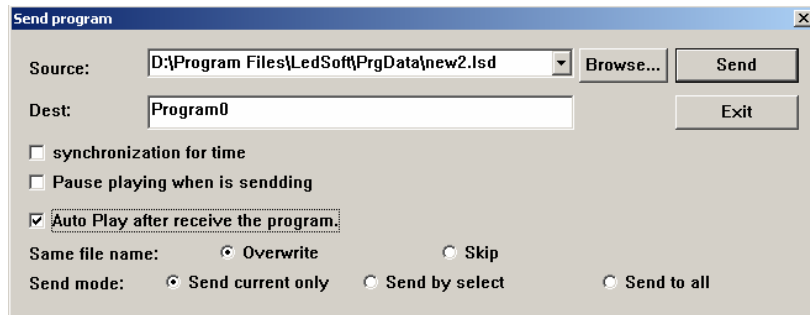 Send program
Source: D:\Program Files\LedSoft\PrgData\new2.lsd Browse... Send
Dest: Program0 Exit
synchronization for time
Pause playing when is sendding
Auto Play after receive the program.
Same file name: Overwrite Skip
Send mode: Send current only Send by select Send to all